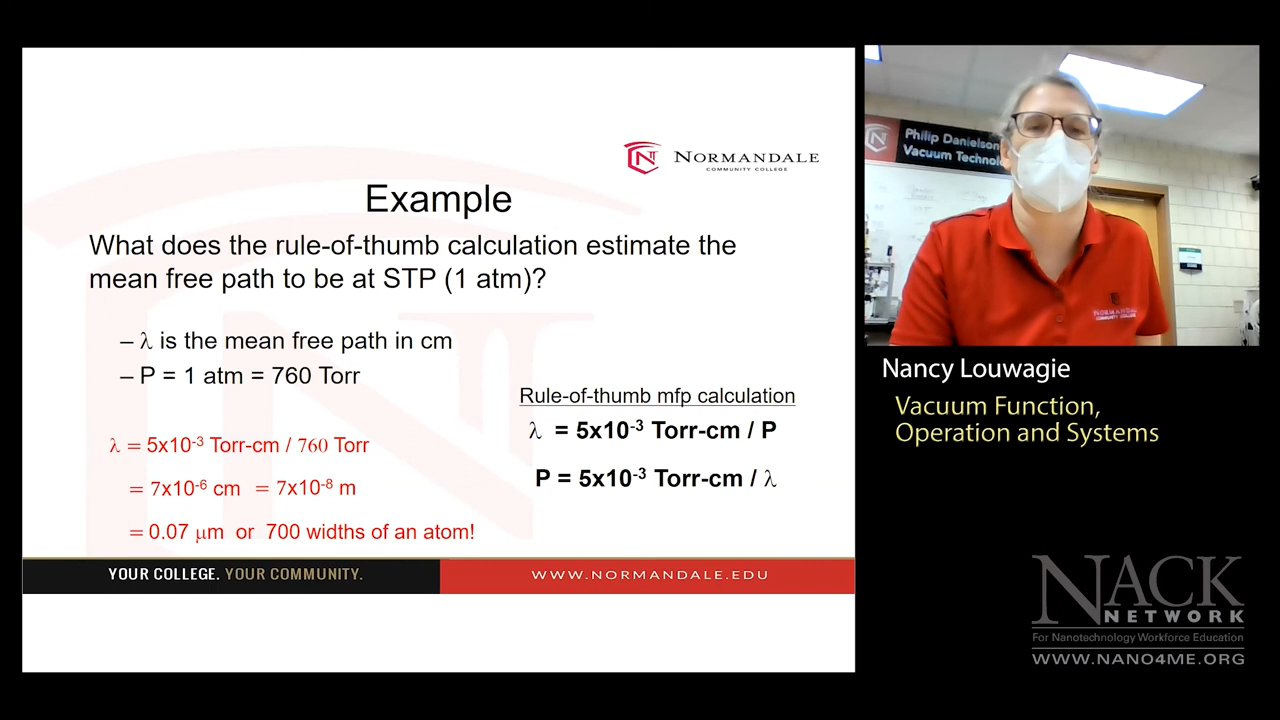 NORMANDALE
COMMUNITY COLLEGE
Example
What does the rule-of-thumb calculation estimate the
mean free path to be at STP (1 atm)?
– λ is the mean free path in cm
– P = 1 atm = 760 Torr
Rule-of-thumb mfp calculation
λ = 5x10⁻³ Torr-cm / P
P = 5x10⁻³ Torr-cm / λ
λ = 5x10⁻³ Torr-cm / 760 Torr
= 7x10⁻⁶ cm = 7x10⁻⁸ m
= 0.07 μm or 700 widths of an atom!
YOUR COLLEGE. YOUR COMMUNITY.
WWW.NORMANDALE.EDU
Philip Danielson
Vacuum Technolo
NORMANDALE
COMMUNITY COLLEGE
Nancy Louwagie
Vacuum Function,
Operation and Systems
NACK
NETWORK
For Nanotechnology Workforce Education
WWW.NANO4ME.ORG